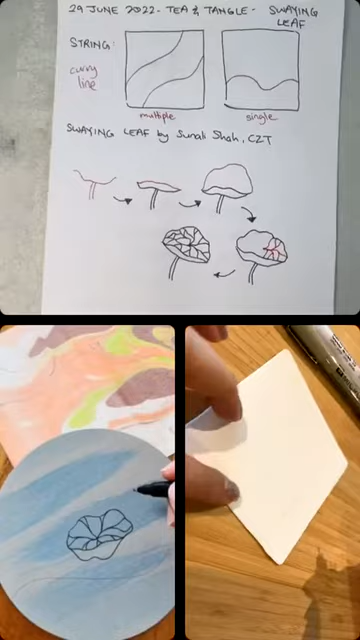 29 JUNE 2022 - TEA & TANGLE - SWAYING
LEAF
STRING:
curvy
line
multiple
single
SWAYING LEAF by Sunali Shah, CZT